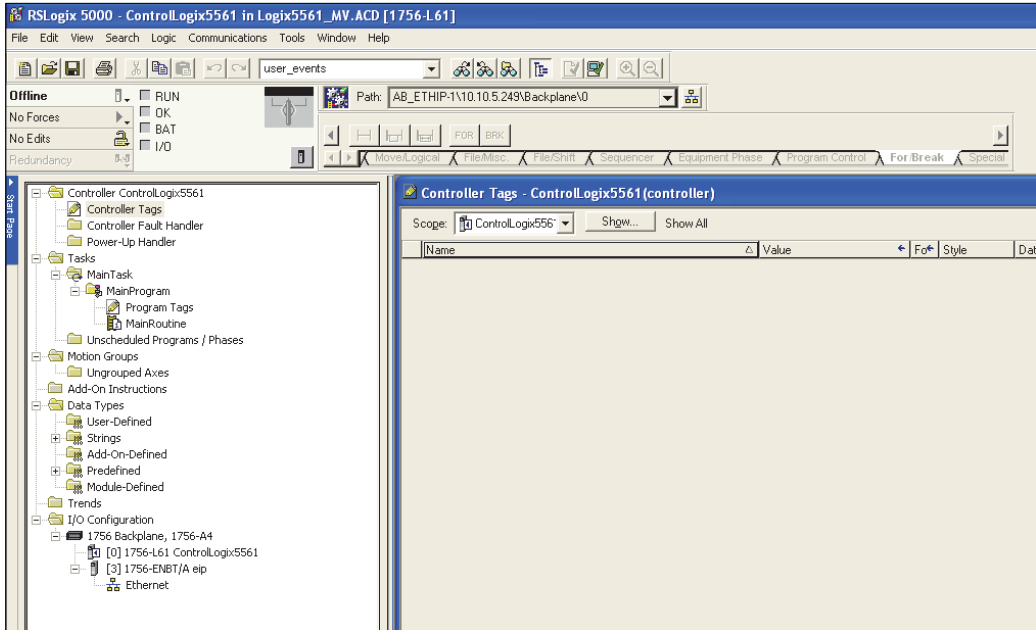 RSLogix 5000 - ControlLogix5561 in Logix5561_MV.ACD [1756-L61]
File Edit View Search Logic Communications Tools Window Help
user_events
Offline
RUN
Path: AB_ETHIP-1\10.10.5.249\Backplane\0
No Forces
OK
No Edits
BAT
FOR BRK
Redundancy
I/O
Move/Logical File/Misc. File/Shift Sequencer Equipment Phase Program Control For/Break Special
Start Page
Controller ControlLogix5561
Controller Tags
Controller Fault Handler
Power-Up Handler
Tasks
MainTask
MainProgram
Program Tags
MainRoutine
Unscheduled Programs / Phases
Motion Groups
Ungrouped Axes
Add-On Instructions
Data Types
User-Defined
Strings
Add-On-Defined
Predefined
Module-Defined
Trends
I/O Configuration
1756 Backplane, 1756-A4
[0] 1756-L61 ControlLogix5561
[3] 1756-ENBT/A eip
Ethernet
Controller Tags - ControlLogix5561(controller)
Scope: ControlLogix556 Show... Show All
Name Value Fo Style Dat